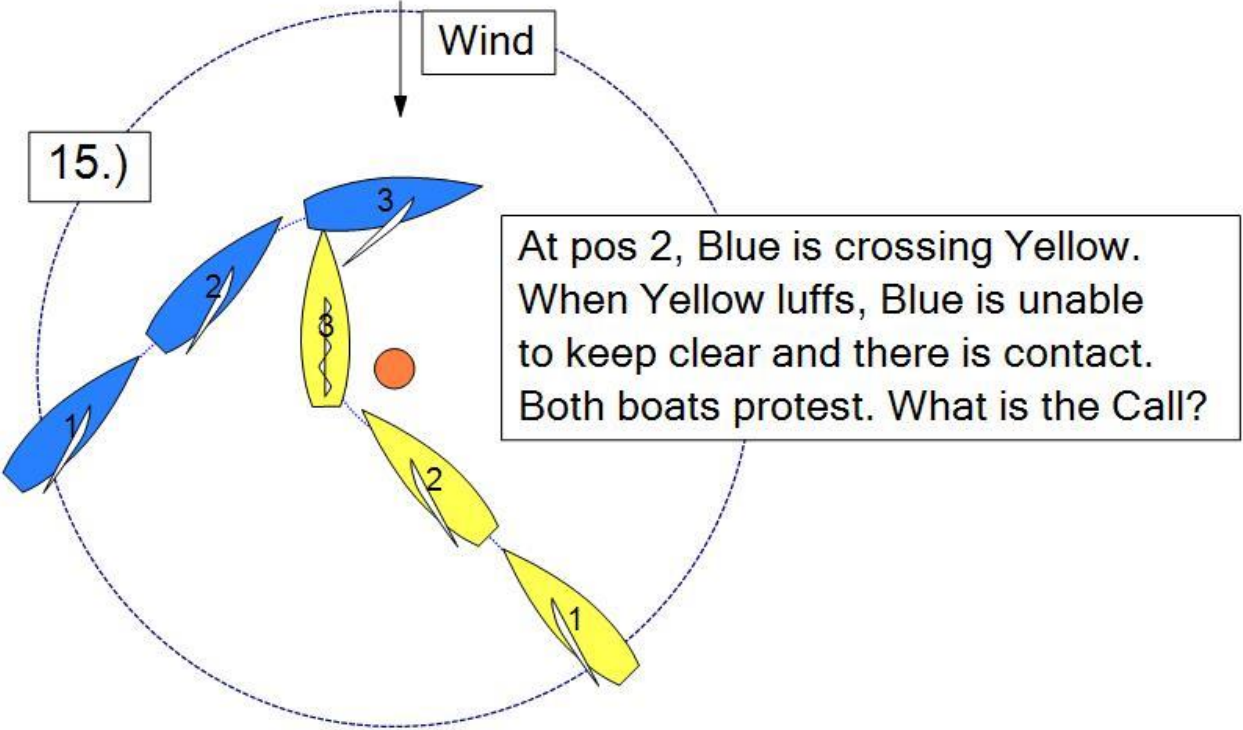 Wind
15.)
3
2
1
3
2
1
At pos 2, Blue is crossing Yellow.
When Yellow luffs, Blue is unable
to keep clear and there is contact.
Both boats protest. What is the Call?